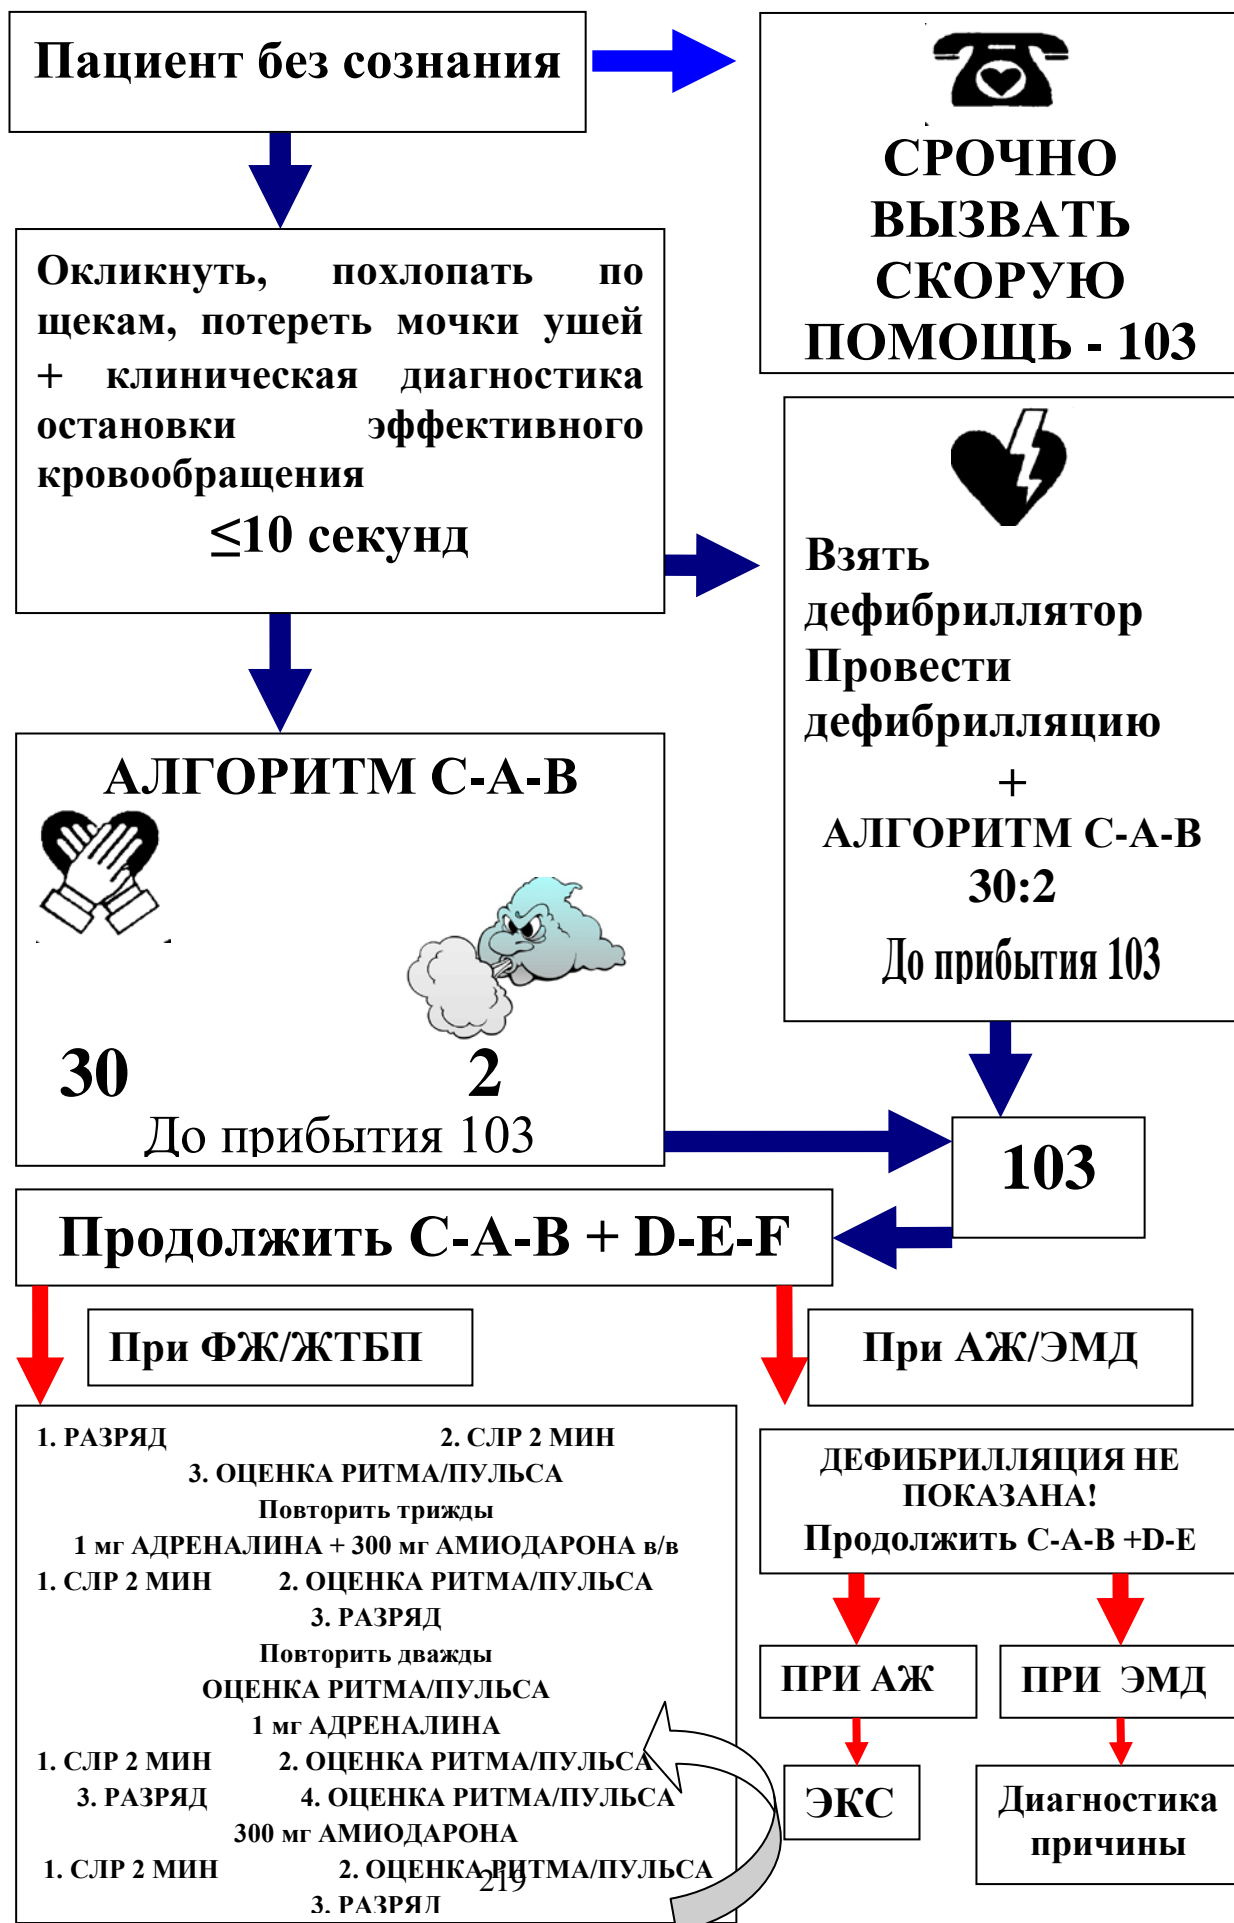 Пациент без сознания
СРОЧНО
ВЫЗВАТЬ
СКОРУЮ
ПОМОЩЬ - 103
Окликнуть, похлопать по
щекам, потереть мочки ушей
+ клиническая диагностика
остановки эффективного
кровообращения
≤10 секунд
Взять
дефибриллятор
Провести
дефибрилляцию
+
АЛГОРИТМ С-А-В
30:2
До прибытия 103
АЛГОРИТМ С-А-В
30 2
До прибытия 103
103
Продолжить С-А-В + D-E-F
При ФЖ/ЖТБП
При АЖ/ЭМД
1. РАЗРЯД 2. СЛР 2 МИН
3. ОЦЕНКА РИТМА/ПУЛЬСА
Повторить трижды
1 мг АДРЕНАЛИНА + 300 мг АМИОДАРОНА в/в
1. СЛР 2 МИН 2. ОЦЕНКА РИТМА/ПУЛЬСА
3. РАЗРЯД
Повторить дважды
ОЦЕНКА РИТМА/ПУЛЬСА
1 мг АДРЕНАЛИНА
1. СЛР 2 МИН 2. ОЦЕНКА РИТМА/ПУЛЬСА
3. РАЗРЯД 4. ОЦЕНКА РИТМА/ПУЛЬСА
300 мг АМИОДАРОНА
1. СЛР 2 МИН 2. ОЦЕНКА РИТМА/ПУЛЬСА
3. РАЗРЯД
ДЕФИБРИЛЛЯЦИЯ НЕ
ПОКАЗАНА!
Продолжить С-А-В +D-E
ПРИ АЖ
ПРИ ЭМД
ЭКС
Диагностика
причины
219